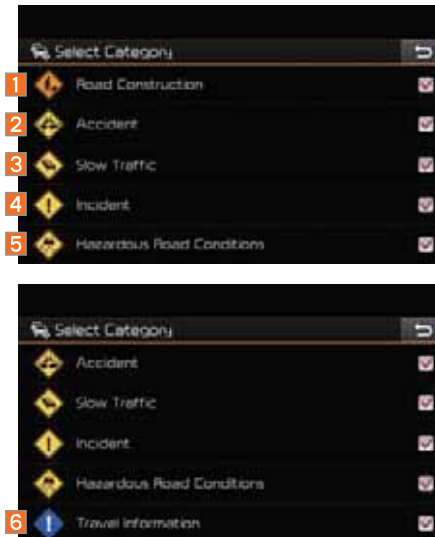 Select Category
1 Road Construction
2 Accident
3 Slow Traffic
4 Incident
5 Hazardous Road Conditions
Select Category
Accident
Slow Traffic
Incident
Hazardous Road Conditions
6 Travel Information